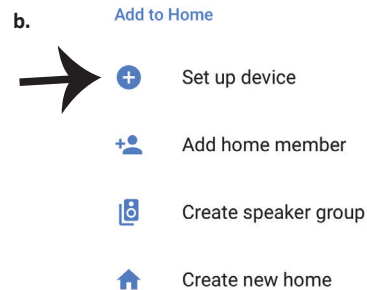 b.
Add to Home
Set up device
Add home member
Create speaker group
Create new home